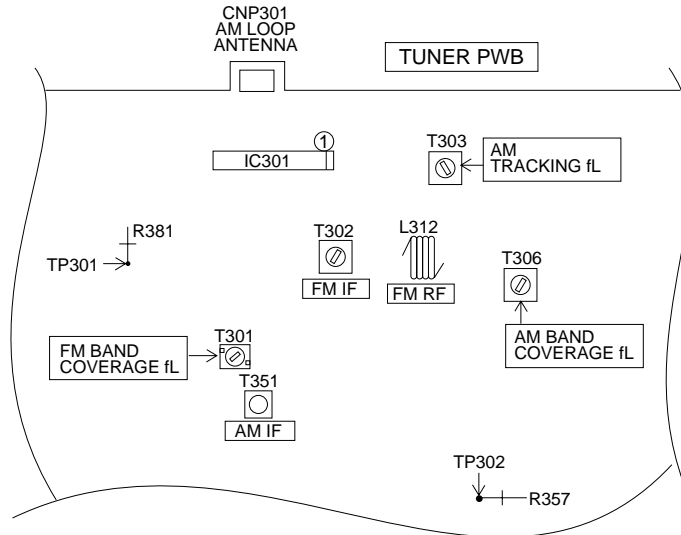 CNP301
AM LOOP
ANTENNA
TUNER PWB
1
IC301
T303
AM
TRACKING fL
R381
TP301
T302
FM IF
L312
FM RF
T306
AM BAND
COVERAGE fL
FM BAND
COVERAGE fL
T301
T351
AM IF
TP302
R357